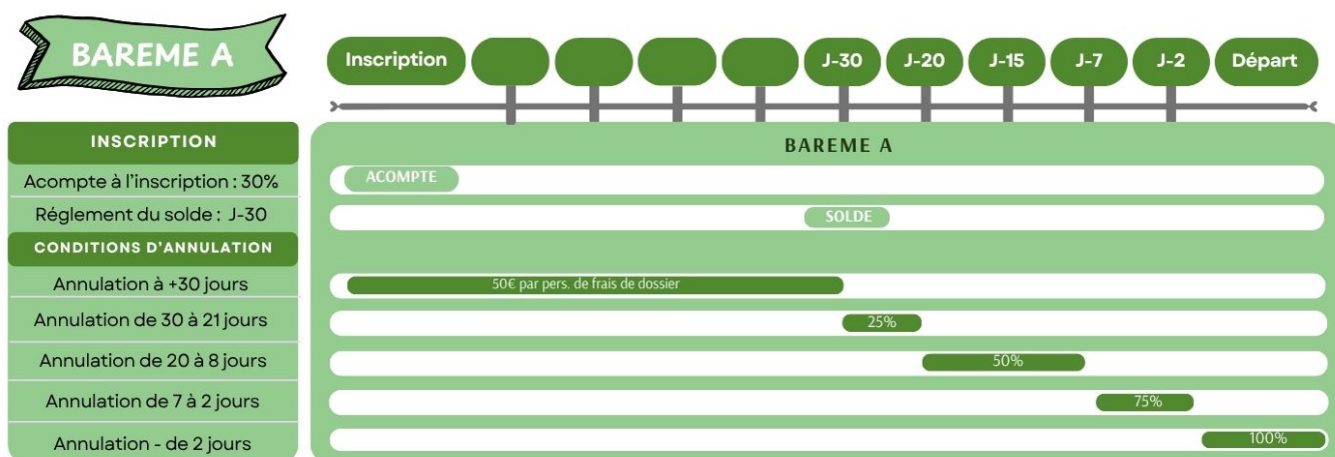 BAREME A
Inscription
J-30
J-20
J-15
J-7
J-2
Départ
INSCRIPTION
BAREME A
Acompte à l'inscription : 30%
ACOMPTE
Réglement du solde : J-30
SOLDE
CONDITIONS D'ANNULATION
Annulation à +30 jours
50€ par pers. de frais de dossier
Annulation de 30 à 21 jours
25%
Annulation de 20 à 8 jours
50%
Annulation de 7 à 2 jours
75%
Annulation - de 2 jours
100%